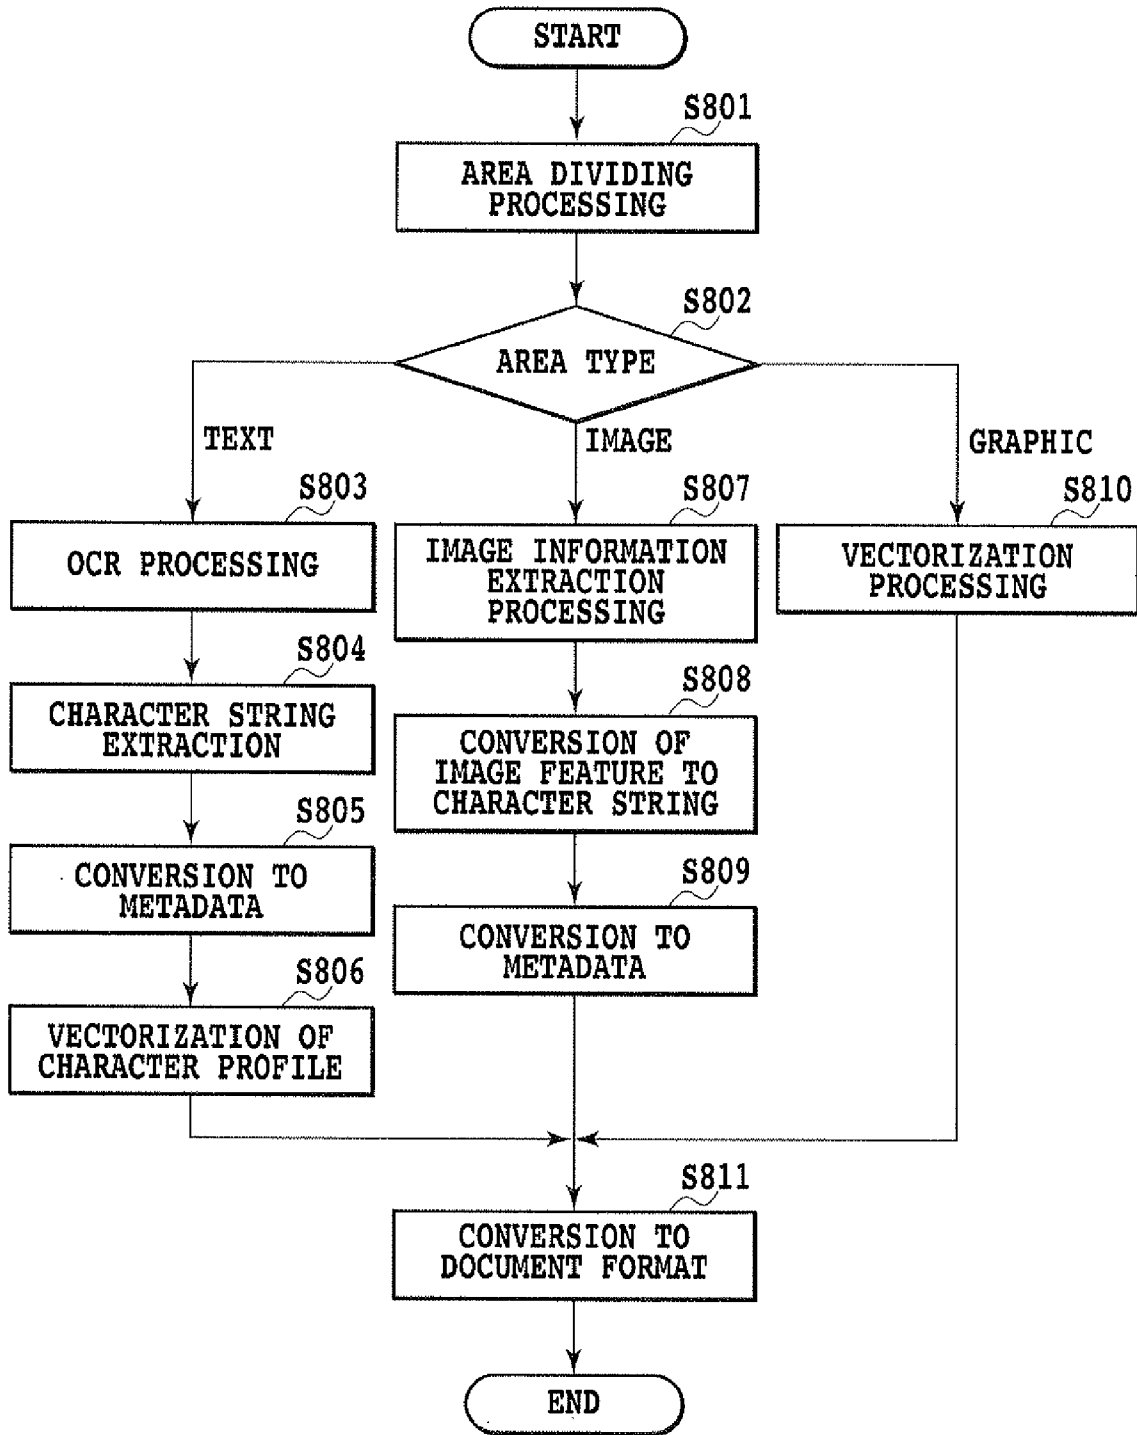 START
S801
AREA DIVIDING
PROCESSING
S802
AREA TYPE
TEXT
IMAGE
GRAPHIC
S803
OCR PROCESSING
S804
CHARACTER STRING
EXTRACTION
S805
CONVERSION TO
METADATA
S806
VECTORIZATION OF
CHARACTER PROFILE
S807
IMAGE INFORMATION
EXTRACTION
PROCESSING
S808
CONVERSION OF
IMAGE FEATURE TO
CHARACTER STRING
S809
CONVERSION TO
METADATA
S810
VECTORIZATION
PROCESSING
S811
CONVERSION TO
DOCUMENT FORMAT
END